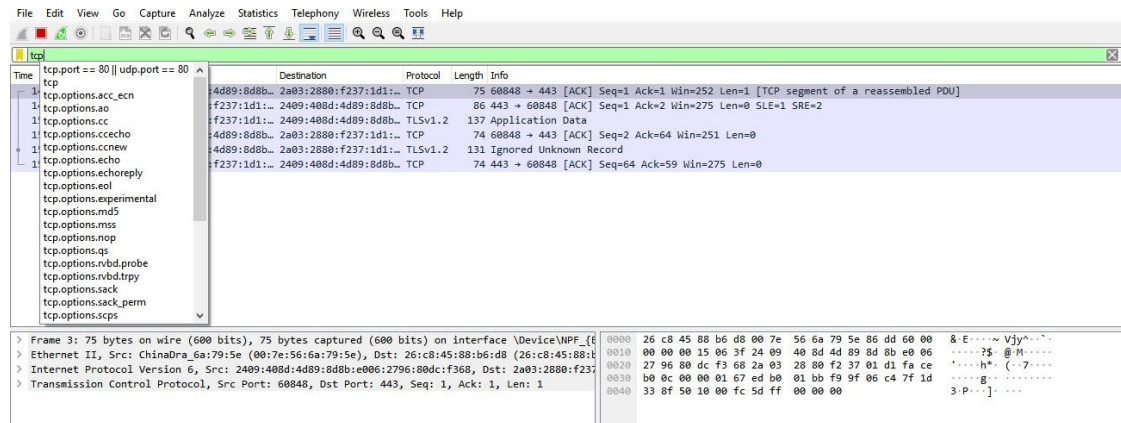 File Edit View Go Capture Analyze Statistics Telephony Wireless Tools Help
tcp
Time Destination Protocol Length Info
tcp.port == 80 || udp.port == 80
tcp
tcp.options.acc_ecn
tcp.options.ao
tcp.options.cc
tcp.options.ccecho
tcp.options.ccnew
tcp.options.echo
tcp.options.echoreply
tcp.options.eol
tcp.options.experimental
tcp.options.md5
tcp.options.mss
tcp.options.nop
tcp.options.qs
tcp.options.rvbd.probe
tcp.options.rvbd.trpy
tcp.options.sack
tcp.options.sack_perm
tcp.options.scps
:4d89:8d8b… 2a03:2880:f237:1d1:… TCP 75 60848 → 443 [ACK] Seq=1 Ack=1 Win=252 Len=1 [TCP segment of a reassembled PDU]
:f237:1d1:… 2409:408d:4d89:8d8b… TCP 86 443 → 60848 [ACK] Seq=1 Ack=2 Win=275 Len=0 SLE=1 SRE=2
:f237:1d1:… 2409:408d:4d89:8d8b… TLSv1.2 137 Application Data
:4d89:8d8b… 2a03:2880:f237:1d1:… TCP 74 60848 → 443 [ACK] Seq=2 Ack=64 Win=251 Len=0
:4d89:8d8b… 2a03:2880:f237:1d1:… TLSv1.2 131 Ignored Unknown Record
:f237:1d1:… 2409:408d:4d89:8d8b… TCP 74 443 → 60848 [ACK] Seq=64 Ack=59 Win=275 Len=0
> Frame 3: 75 bytes on wire (600 bits), 75 bytes captured (600 bits) on interface \Device\NPF_{E
> Ethernet II, Src: ChinaDra_6a:79:5e (00:7e:56:6a:79:5e), Dst: 26:c8:45:88:b6:d8 (26:c8:45:88:b
> Internet Protocol Version 6, Src: 2409:408d:4d89:8d8b:e006:2796:80dc:f368, Dst: 2a03:2880:f237
> Transmission Control Protocol, Src Port: 60848, Dst Port: 443, Seq: 1, Ack: 1, Len: 1
0000 26 c8 45 88 b6 d8 00 7e 56 6a 79 5e 86 dd 60 00 &·E····~ Vjy^··`·
0010 00 00 00 15 06 3f 24 09 40 8d 4d 89 8d 8b e0 06 ·····?$· @·M·····
0020 27 96 80 dc f3 68 2a 03 28 80 f2 37 01 d1 fa ce '····h*· (··7····
0030 b0 0c 00 00 01 67 ed b0 01 bb f9 9f 06 c4 7f 1d ·····g·· ········
0040 33 8f 50 10 00 fc 5d ff 00 00 00 3·P···]· ···